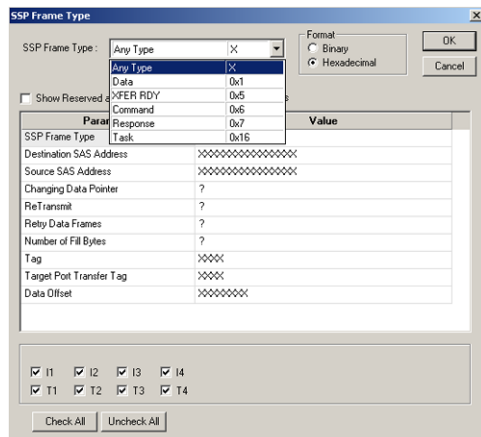 SSP Frame Type
SSP Frame Type :
Any Type X
Format
Binary
Hexadecimal
OK
Cancel
Any Type X
Data 0x1
XFER RDY 0x5
Command 0x6
Response 0x7
Task 0x16
Show Reserved
Value
SSP Frame Type
Destination SAS Address XXXXXXXXXXXXXXXX
Source SAS Address XXXXXXXXXXXXXXXX
Changing Data Pointer ?
ReTransmit ?
Retry Data Frames ?
Number of Fill Bytes ?
Tag XXXX
Target Port Transfer Tag XXXX
Data Offset XXXXXXXX
I1 I2 I3 I4
T1 T2 T3 T4
Check All Uncheck All